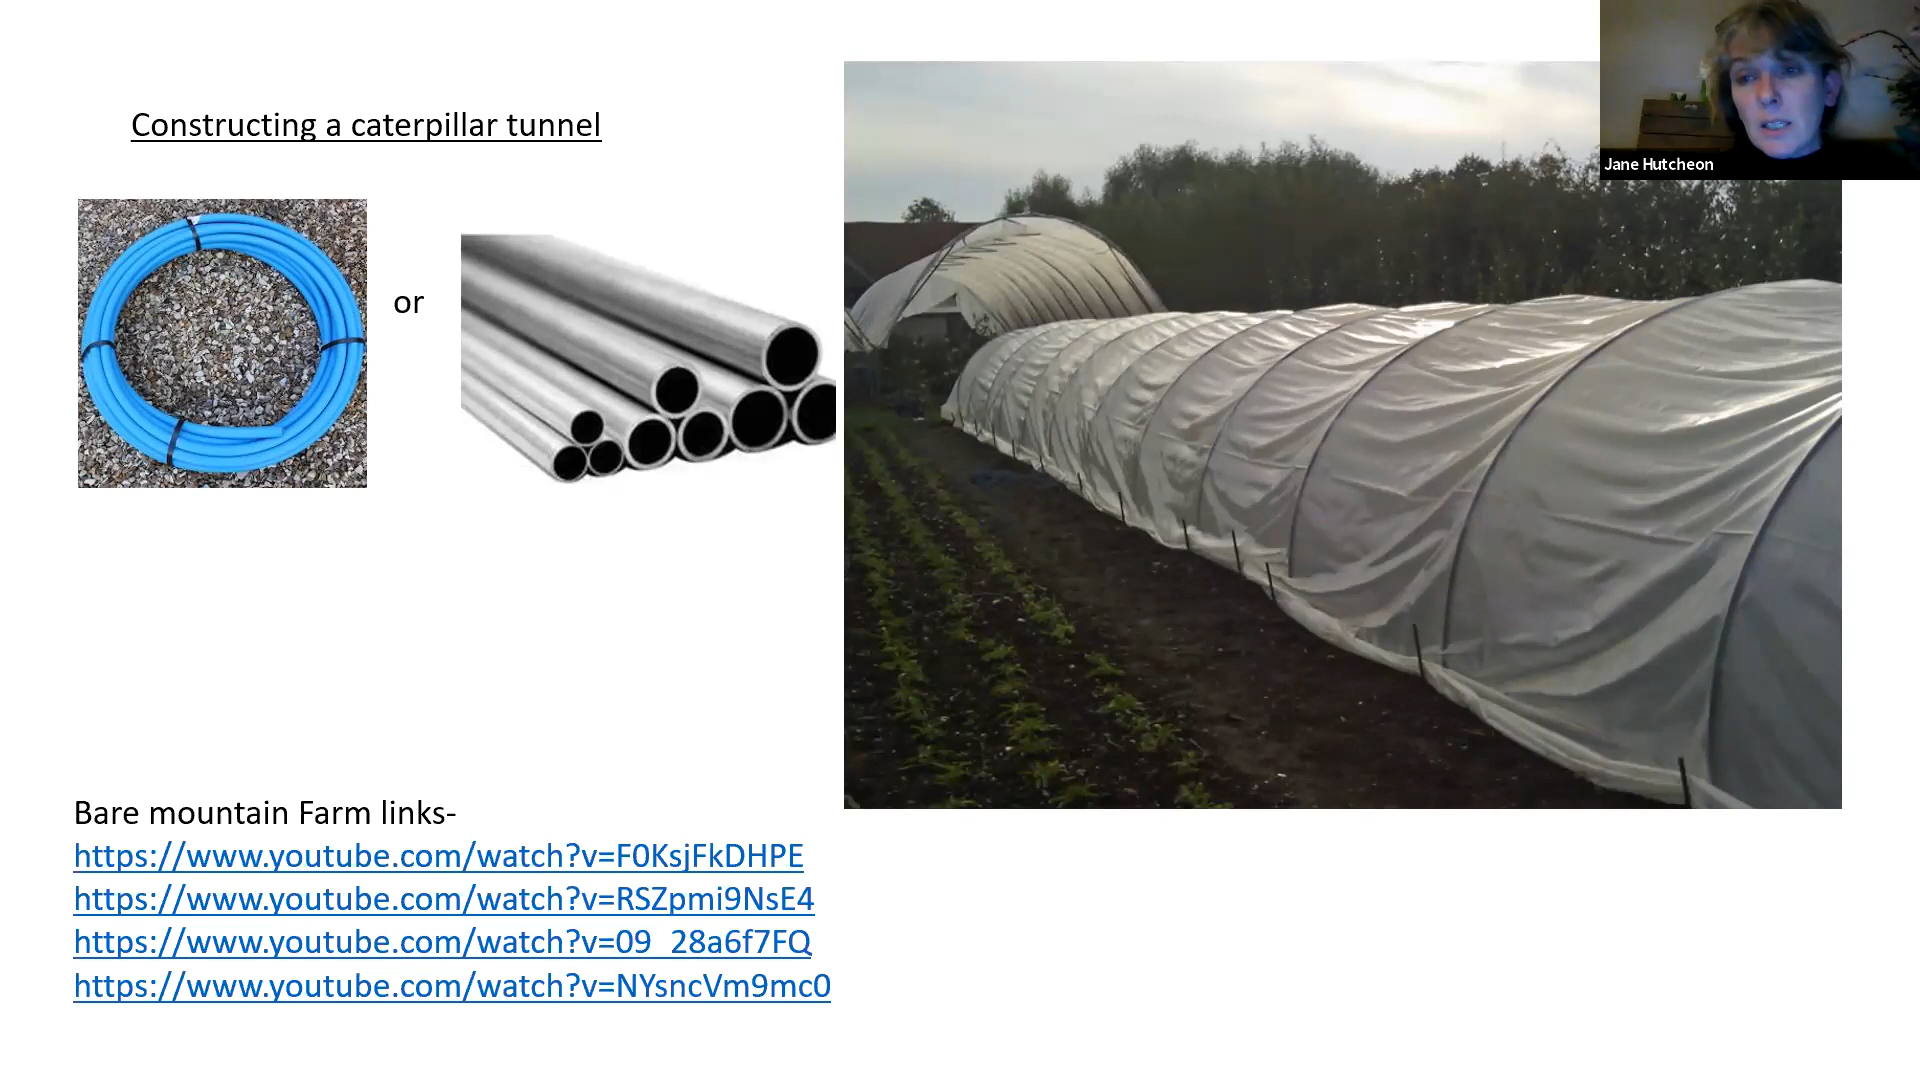 Constructing a caterpillar tunnel
Jane Hutcheon
or
Bare mountain Farm links-
https://www.youtube.com/watch?v=F0KsjFkDHPE
https://www.youtube.com/watch?v=RSZpmi9NsE4
https://www.youtube.com/watch?v=09_28a6f7FQ
https://www.youtube.com/watch?v=NYsncVm9mc0